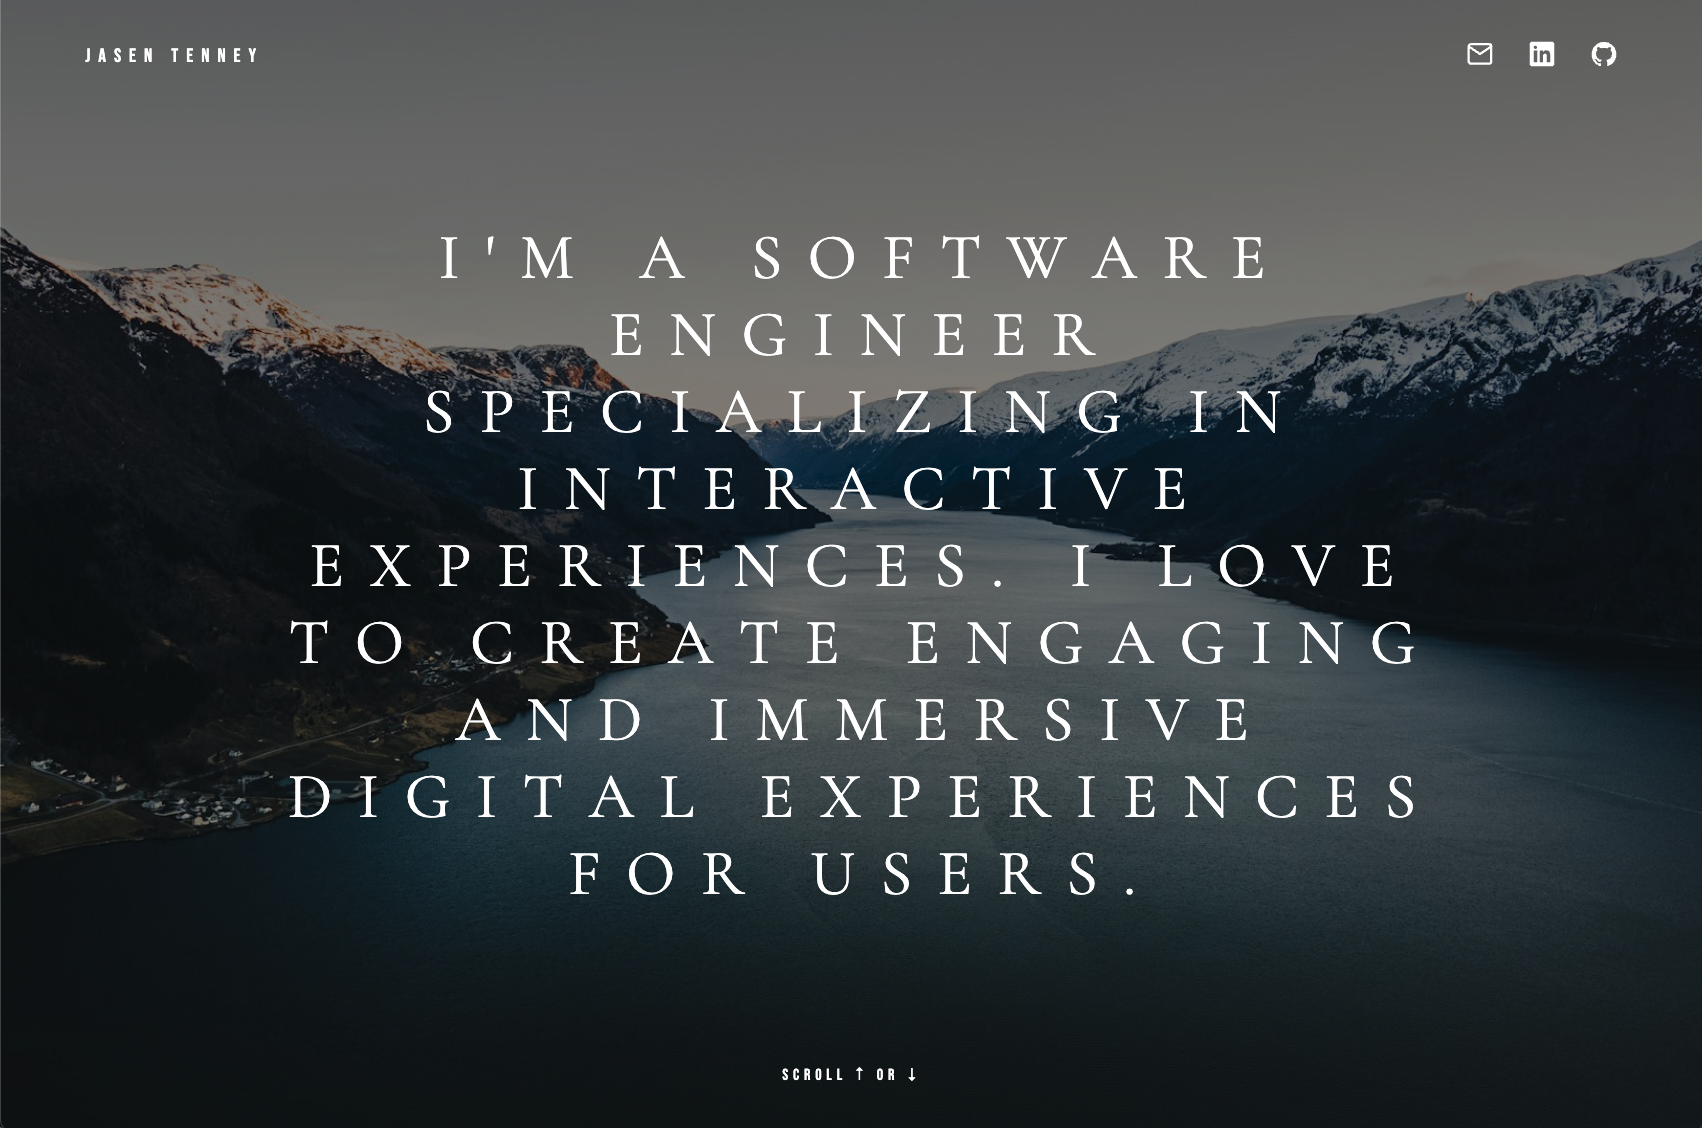 JASEN TENNEY
in
I'M A SOFTWARE
ENGINEER
SPECIALIZING IN
INTERACTIVE
EXPERIENCES. I LOVE
TO CREATE ENGAGING
AND IMMERSIVE
DIGITAL EXPERIENCES
FOR USERS.
SCROLL ↑ OR ↓